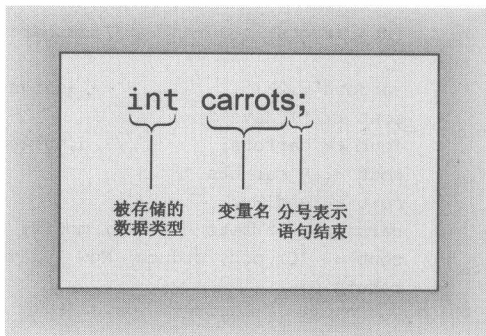 int carrots;
被存储的 变量名 分号表示
数据类型 语句结束